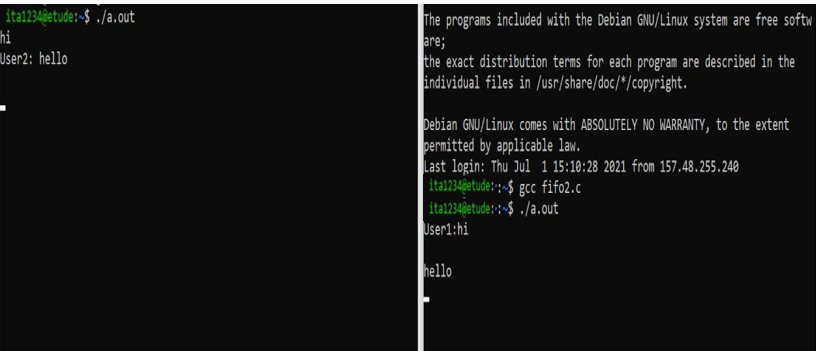 ita1234@etude:~$ ./a.out
hi
User2: hello
The programs included with the Debian GNU/Linux system are free softw
are;
the exact distribution terms for each program are described in the
individual files in /usr/share/doc/*/copyright.
Debian GNU/Linux comes with ABSOLUTELY NO WARRANTY, to the extent
permitted by applicable law.
Last login: Thu Jul  1 15:10:28 2021 from 157.48.255.240
ita1234@etude:~$ gcc fifo2.c
ita1234@etude:~$ ./a.out
User1:hi
hello